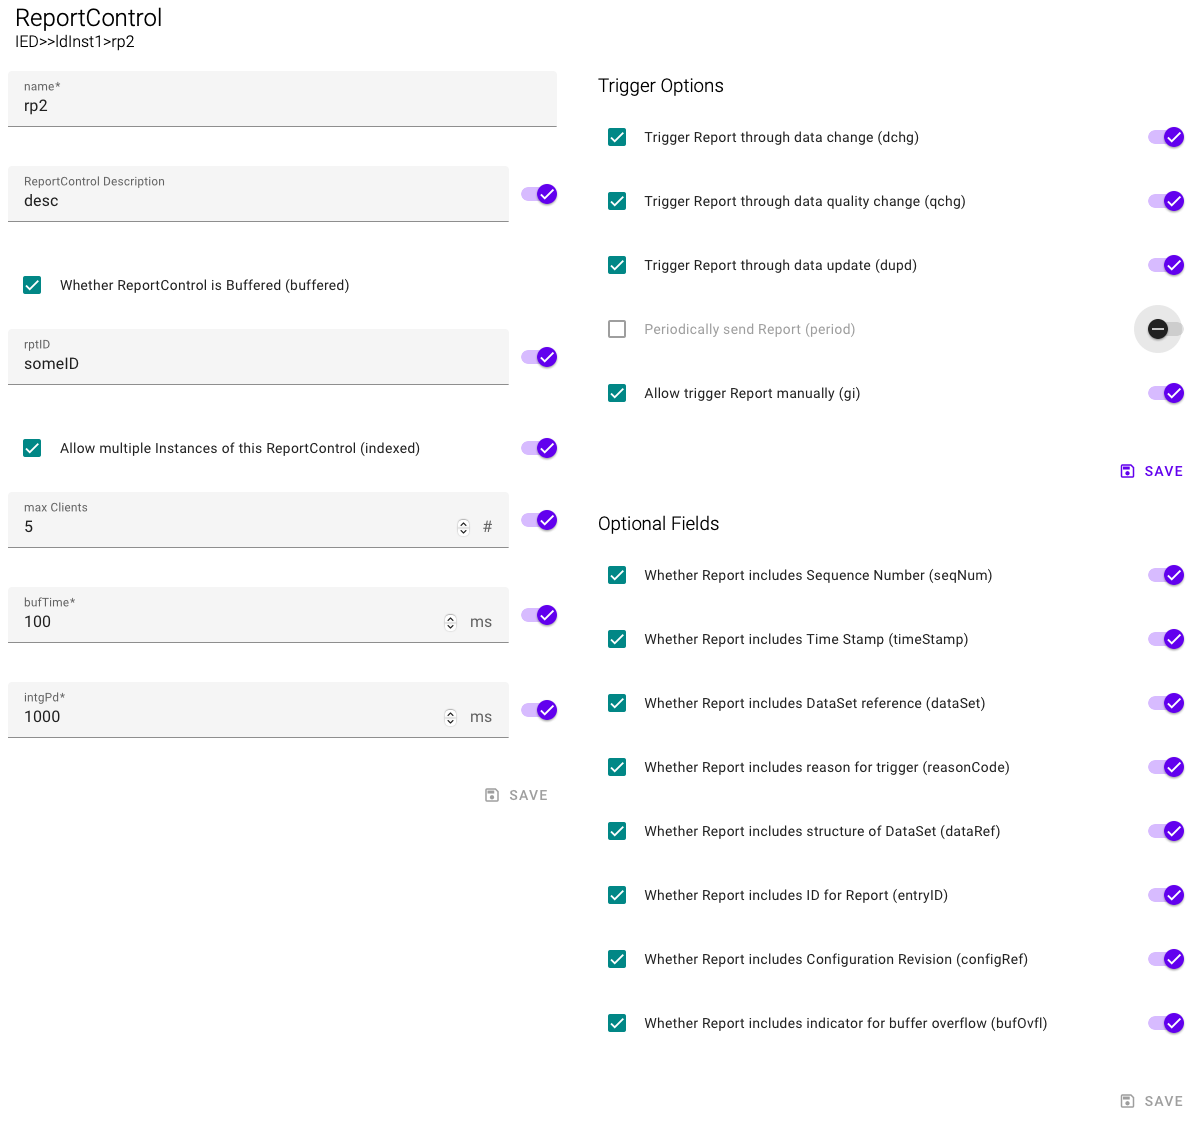 ReportControl
IED>>ldInst1>rp2
name*
rp2
ReportControl Description
desc
Whether ReportControl is Buffered (buffered)
rptID
someID
Allow multiple Instances of this ReportControl (indexed)
max Clients
5 #
bufTime*
100 ms
intgPd*
1000 ms
SAVE
Trigger Options
Trigger Report through data change (dchg)
Trigger Report through data quality change (qchg)
Trigger Report through data update (dupd)
Periodically send Report (period)
Allow trigger Report manually (gi)
SAVE
Optional Fields
Whether Report includes Sequence Number (seqNum)
Whether Report includes Time Stamp (timeStamp)
Whether Report includes DataSet reference (dataSet)
Whether Report includes reason for trigger (reasonCode)
Whether Report includes structure of DataSet (dataRef)
Whether Report includes ID for Report (entryID)
Whether Report includes Configuration Revision (configRef)
Whether Report includes indicator for buffer overflow (bufOvfl)
SAVE